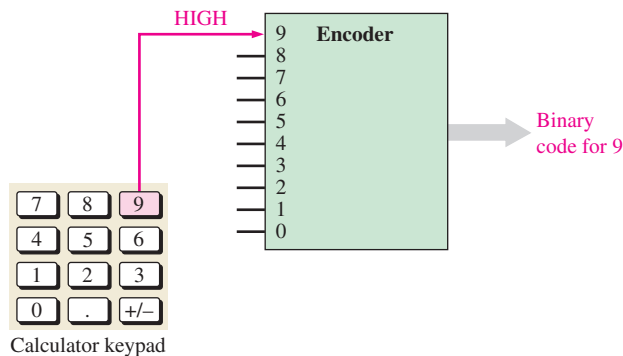 HIGH
9 Encoder
8
7
6
5
4
3
2
1
0
Binary
code for 9
7 8 9
4 5 6
1 2 3
0 . +/–
Calculator keypad